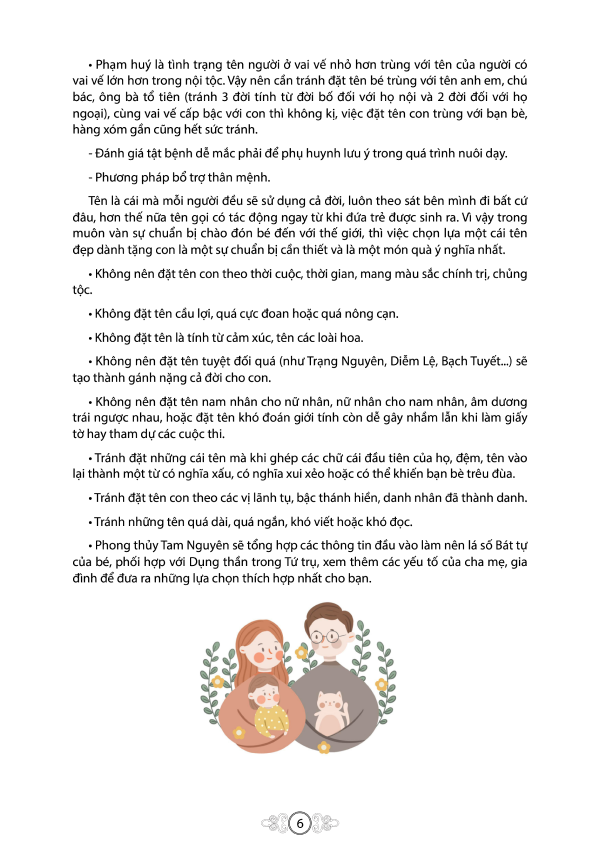 • Phạm huý là tình trạng tên người ở vai vế nhỏ hơn trùng với tên của người có
vai vế lớn hơn trong nội tộc. Vậy nên cần tránh đặt tên bé trùng với tên anh em, chú
bác, ông bà tổ tiên (tránh 3 đời tính từ đời bố đối với họ nội và 2 đời đối với họ
ngoại), cùng vai vế cấp bậc với con thì không kị, việc đặt tên con trùng với bạn bè,
hàng xóm gần cũng hết sức tránh.
- Đánh giá tật bệnh dễ mắc phải để phụ huynh lưu ý trong quá trình nuôi dạy.
- Phương pháp bổ trợ thân mệnh.
Tên là cái mà mỗi người đều sẽ sử dụng cả đời, luôn theo sát bên mình đi bất cứ
đâu, hơn thế nữa tên gọi có tác động ngay từ khi đứa trẻ được sinh ra. Vì vậy trong
muôn vàn sự chuẩn bị chào đón bé đến với thế giới, thì việc chọn lựa một cái tên
đẹp dành tặng con là một sự chuẩn bị cần thiết và là một món quà ý nghĩa nhất.
• Không nên đặt tên con theo thời cuộc, thời gian, mang màu sắc chính trị, chủng
tộc.
• Không đặt tên cầu lợi, quá cực đoan hoặc quá nông cạn.
• Không đặt tên là tính từ cảm xúc, tên các loài hoa.
• Không nên đặt tên tuyệt đối quá (như Trạng Nguyên, Diễm Lệ, Bạch Tuyết...) sẽ
tạo thành gánh nặng cả đời cho con.
• Không nên đặt tên nam nhân cho nữ nhân, nữ nhân cho nam nhân, âm dương
trái ngược nhau, hoặc đặt tên khó đoán giới tính còn dễ gây nhầm lẫn khi làm giấy
tờ hay tham dự các cuộc thi.
• Tránh đặt những cái tên mà khi ghép các chữ cái đầu tiên của họ, đệm, tên vào
lại thành một từ có nghĩa xấu, có nghĩa xui xẻo hoặc có thể khiến bạn bè trêu đùa.
• Tránh đặt tên con theo các vị lãnh tụ, bậc thánh hiền, danh nhân đã thành danh.
• Tránh những tên quá dài, quá ngắn, khó viết hoặc khó đọc.
• Phong thủy Tam Nguyên sẽ tổng hợp các thông tin đầu vào làm nên lá số Bát tự
của bé, phối hợp với Dụng thần trong Tứ trụ, xem thêm các yếu tố của cha mẹ, gia
đình để đưa ra những lựa chọn thích hợp nhất cho bạn.
6